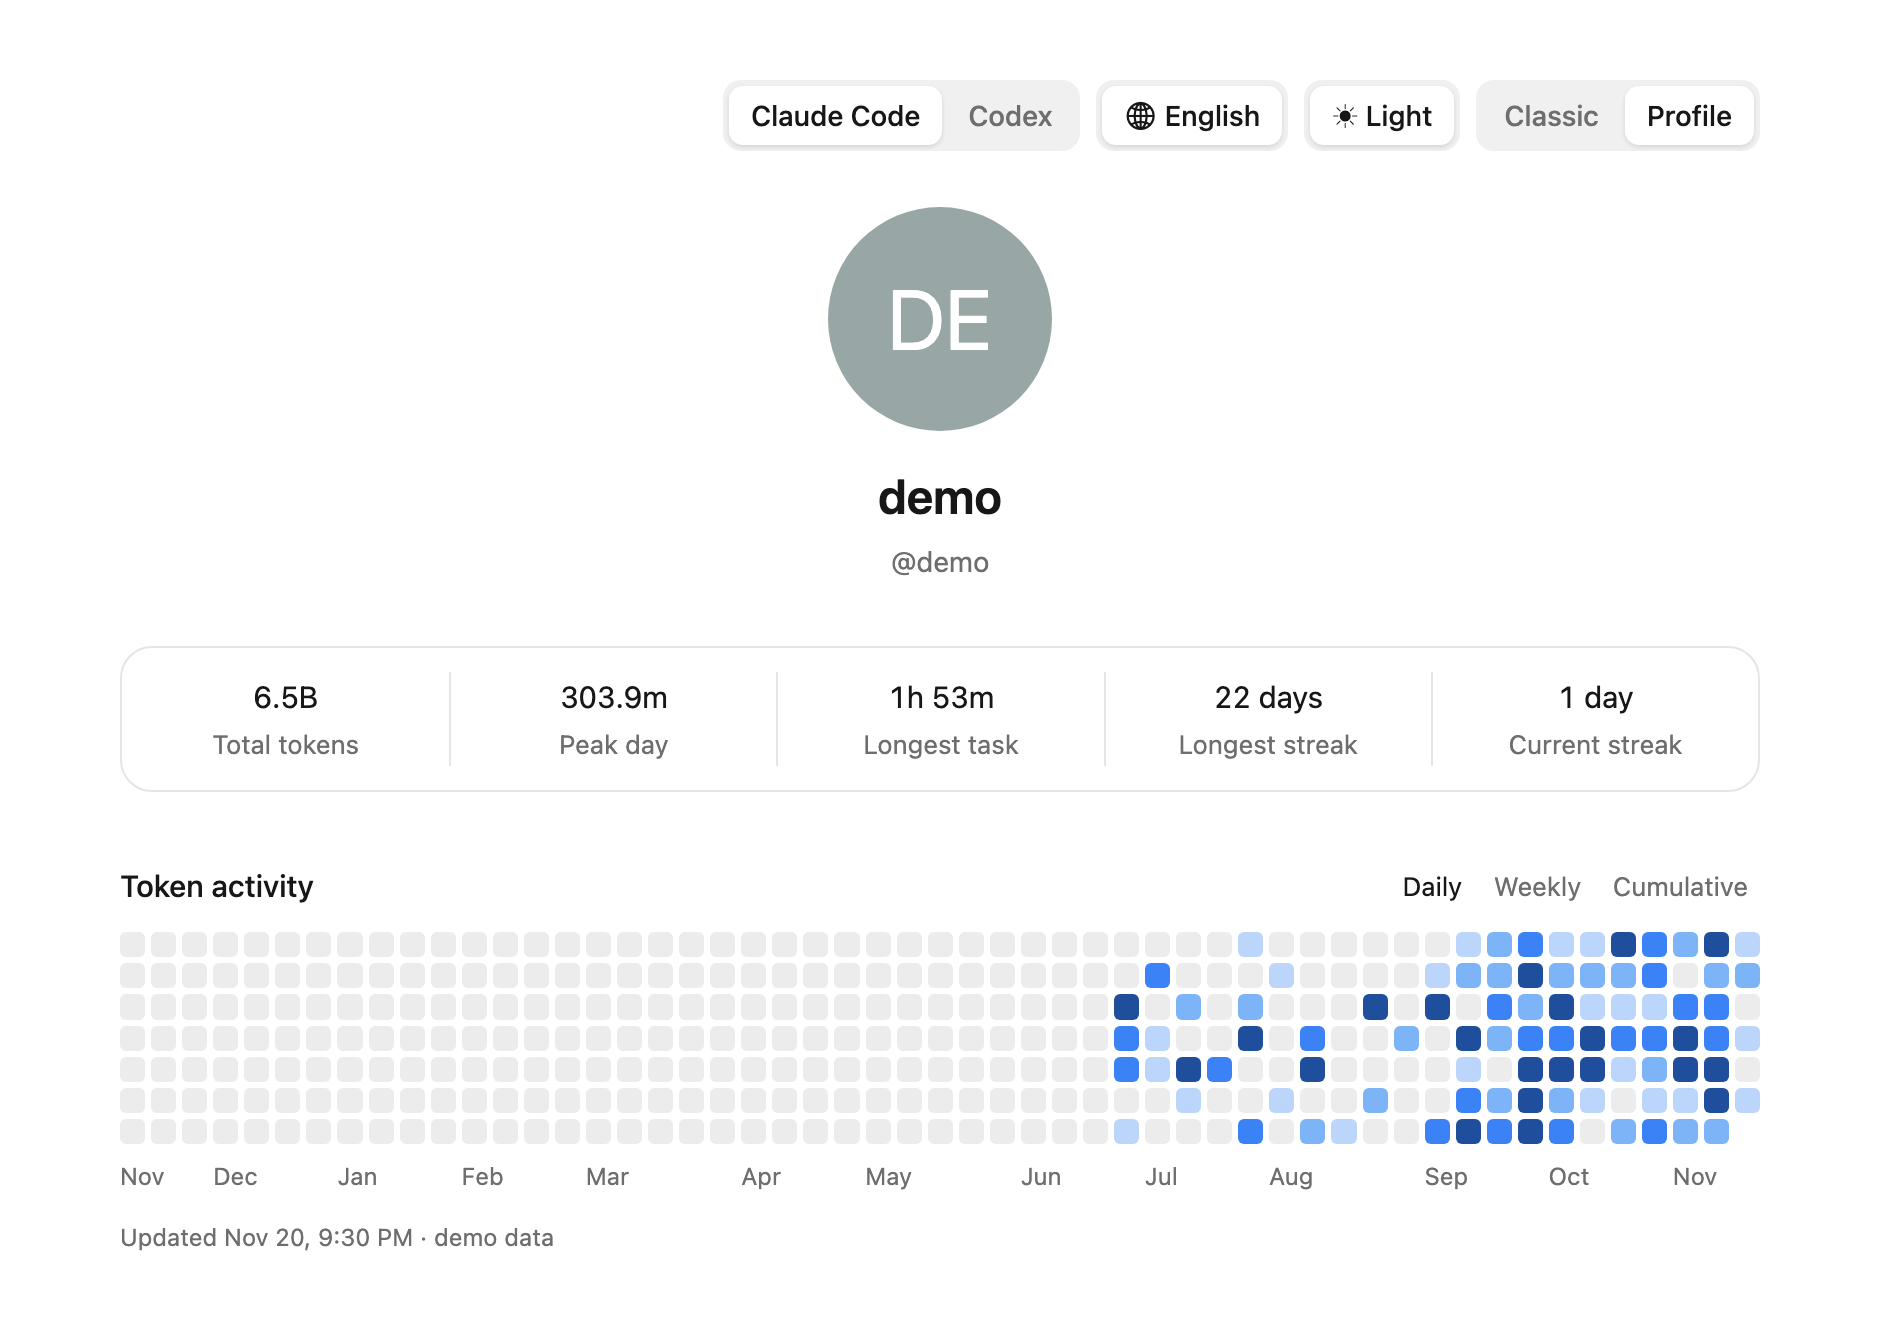 Claude Code Codex English Light Classic Profile
DE
demo
@demo
6.5B 303.9m 1h 53m 22 days 1 day
Total tokens Peak day Longest task Longest streak Current streak
Token activity Daily Weekly Cumulative
Nov Dec Jan Feb Mar Apr May Jun Jul Aug Sep Oct Nov
Updated Nov 20, 9:30 PM · demo data